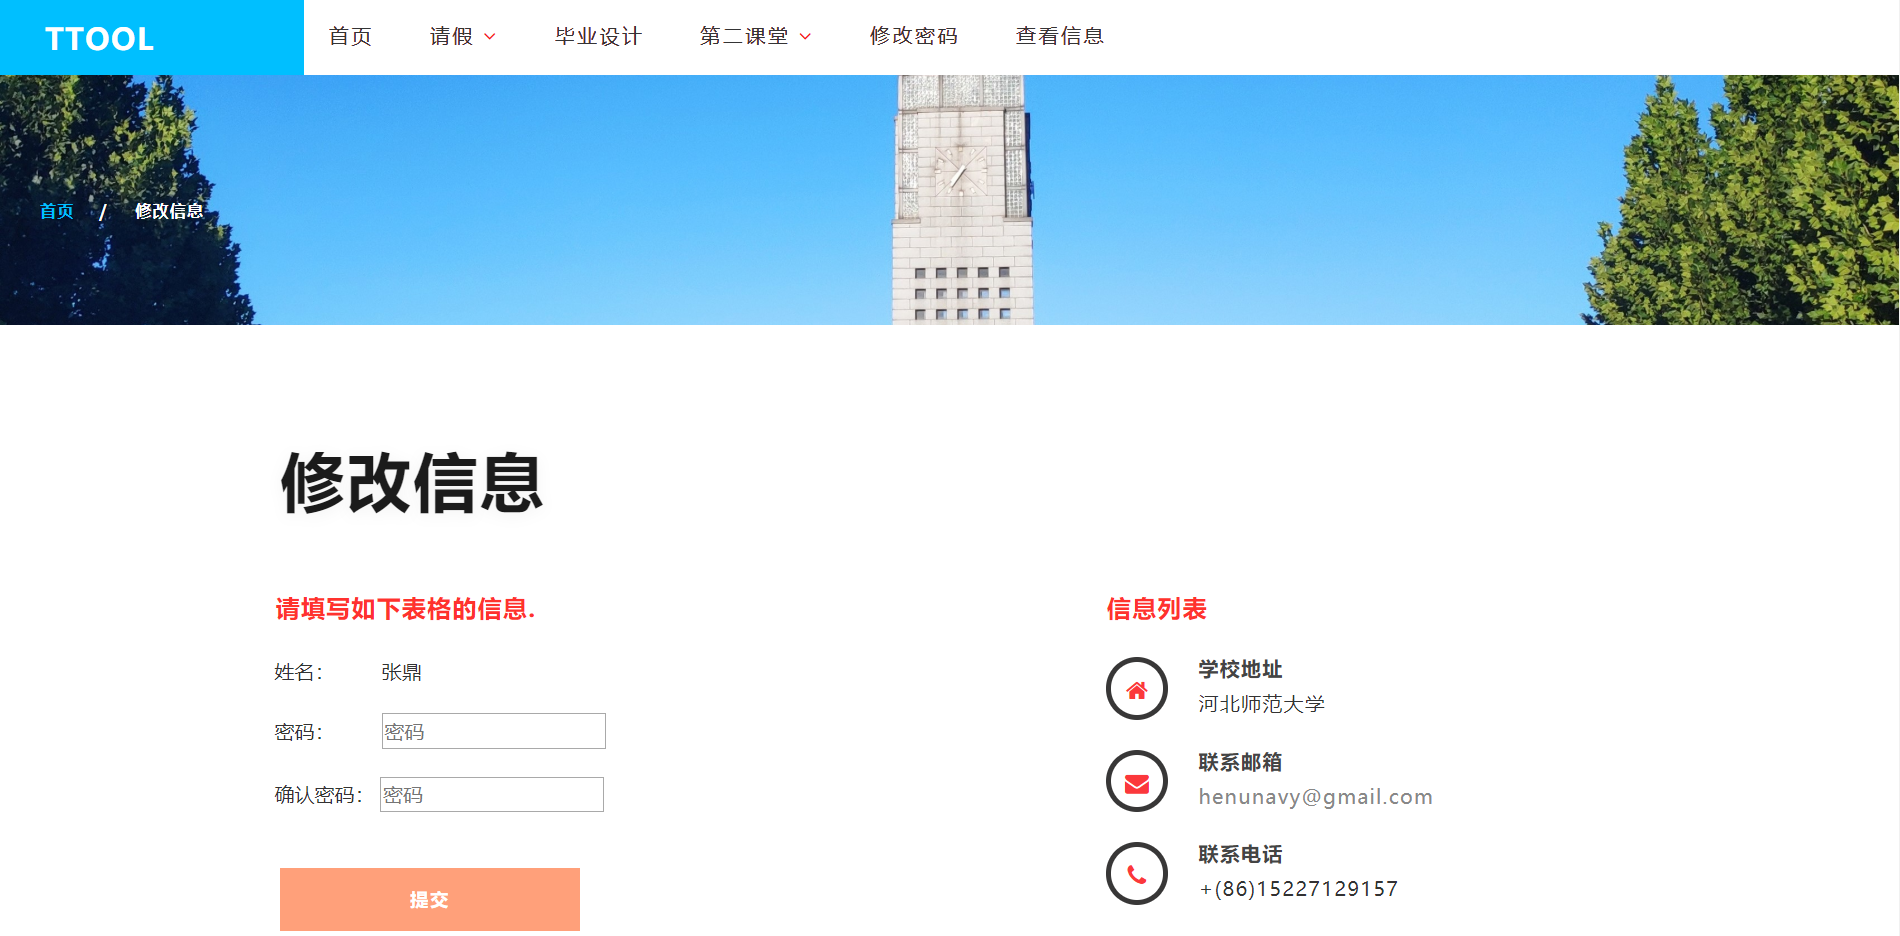 TTOOL
首页 请假 毕业设计 第二课堂 修改密码 查看信息
首页 / 修改信息
修改信息
请填写如下表格的信息.
姓名： 张鼎
密码： 密码
确认密码： 密码
提交
信息列表
学校地址
河北师范大学
联系邮箱
henunavy@gmail.com
联系电话
+(86)15227129157